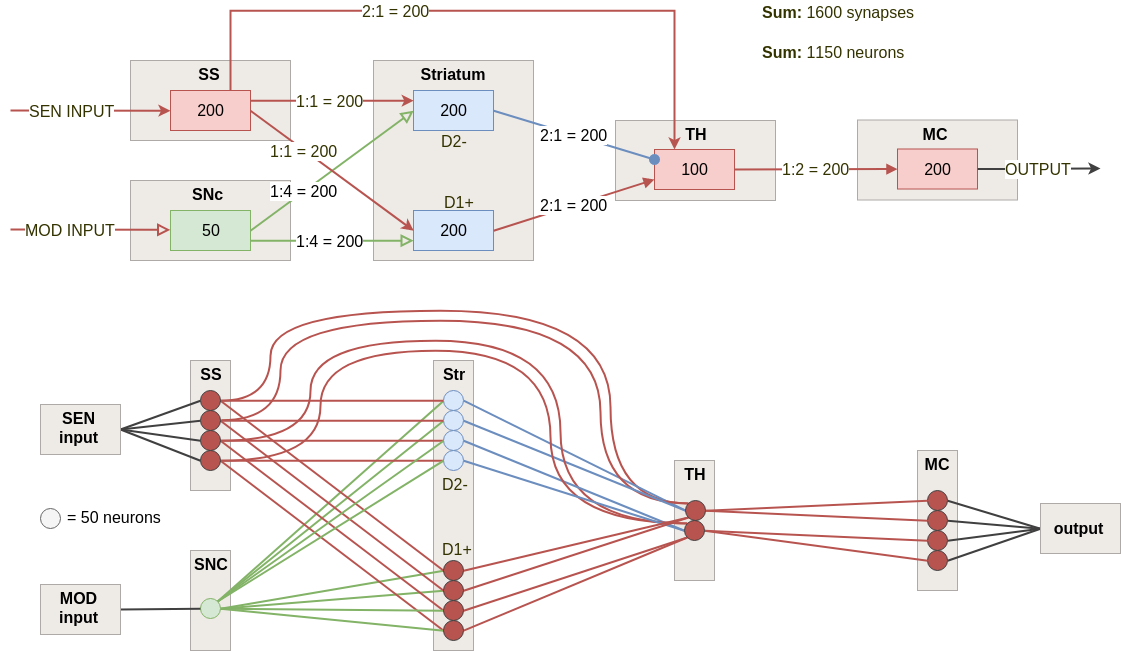 2:1 = 200
Sum: 1600 synapses
Sum: 1150 neurons
SS
Striatum
SEN INPUT
200
1:1 = 200
200
D2-
1:1 = 200
2:1 = 200
TH
100
1:2 = 200
MC
200
OUTPUT
SNc
1:4 = 200
D1+
MOD INPUT
50
1:4 = 200
200
2:1 = 200
SS
Str
SEN
input
D2-
TH
MC
= 50 neurons
output
SNC
D1+
MOD
input